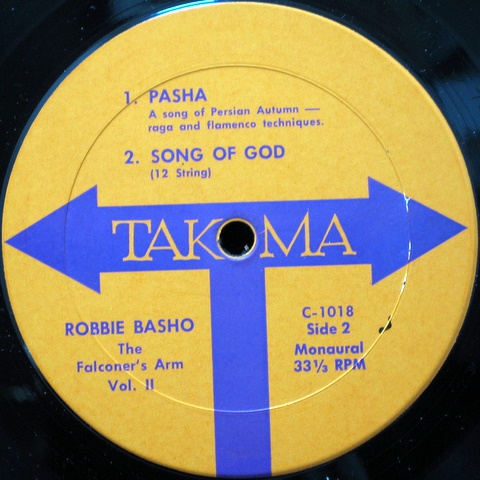 1. PASHA
A song of Persian Autumn —
raga and flamenco techniques.
2. SONG OF GOD
(12 String)
TAKOMA
ROBBIE BASHO
The
Falconer's Arm
Vol. II
C-1018
Side 2
Monaural
33⅓ RPM